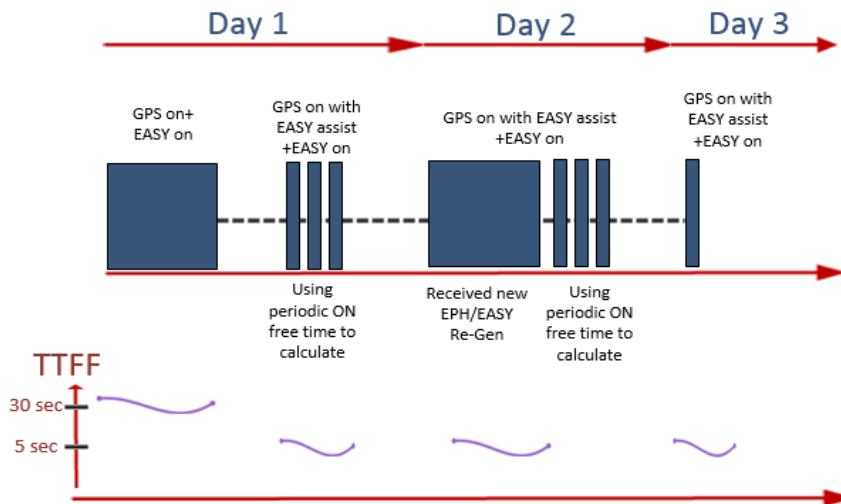 Day 1
Day 2
Day 3
GPS on+
EASY on
GPS on with
EASY assist
+EASY on
GPS on with EASY assist
+EASY on
GPS on with
EASY assist
+EASY on
Using
periodic ON
free time to
calculate
Received new
EPH/EASY
Re-Gen
Using
periodic ON
free time to
calculate
TTFF
30 sec
5 sec